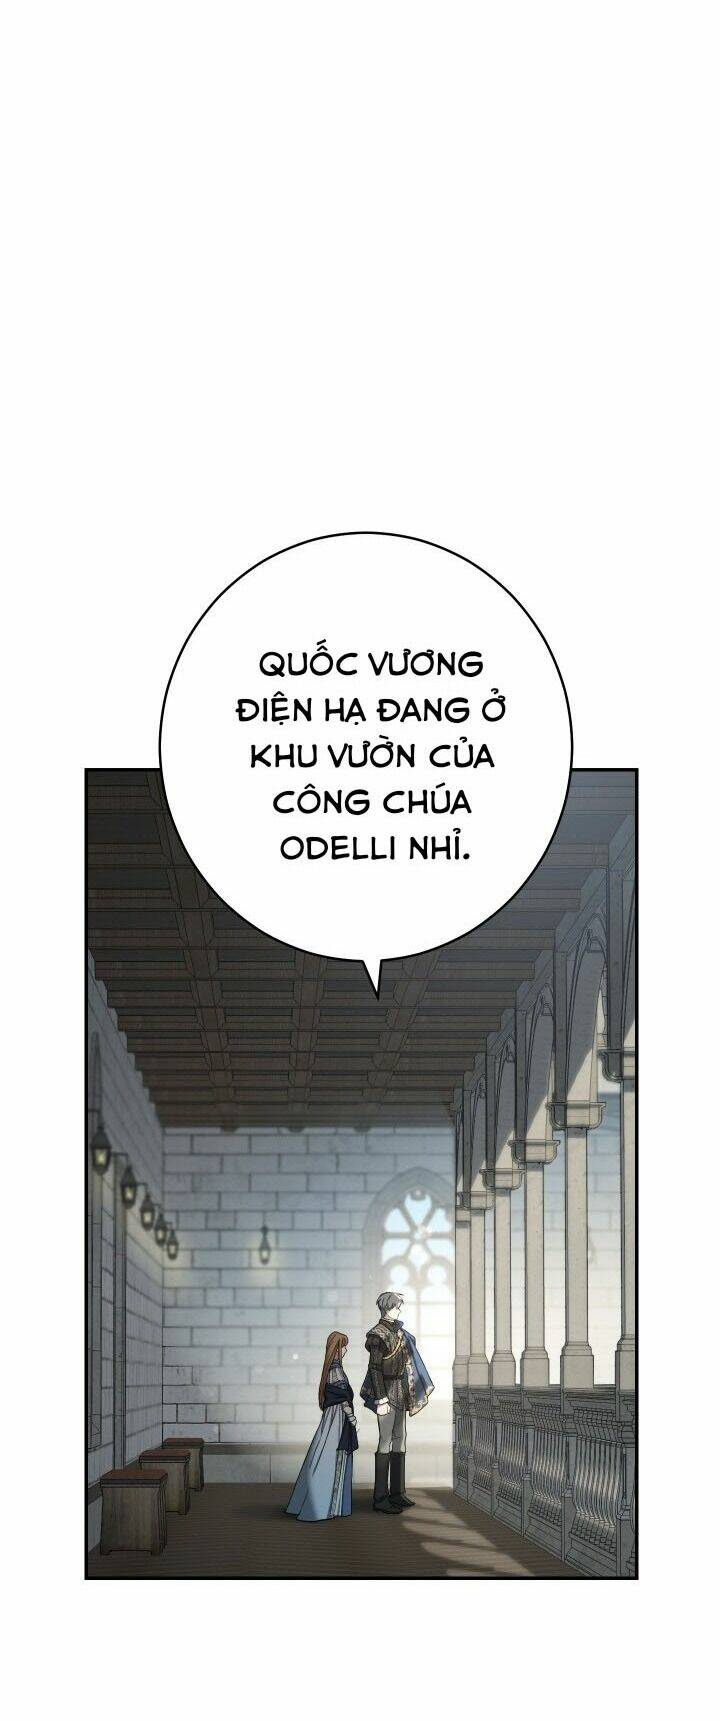 QUỐC VƯƠNG
ĐIỆN HẠ ĐANG Ở
KHU VƯỜN CỦA
CÔNG CHÚA
ODELLI NHỈ.